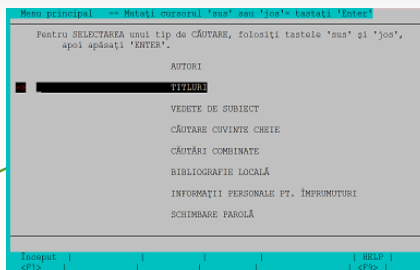 Menu principal -- Mutaţi cursorul 'sus' sau 'jos'- tastaţi 'Enter'
Pentru SELECTAREA unui tip de CĂUTARE, folosiţi tastele 'sus' şi 'jos',
apoi apăsaţi 'ENTER'.
AUTORI
TITLURI
VEDETE DE SUBIECT
CĂUTARE CUVINTE CHEIE
CĂUTĂRI COMBINATE
BIBLIOGRAFIE LOCALĂ
INFORMAŢII PERSONALE PT. ÎMPRUMUTURI
SCHIMBARE PAROLĂ
Început | | | | | HELP |
<F1> | | | | | <F9> |